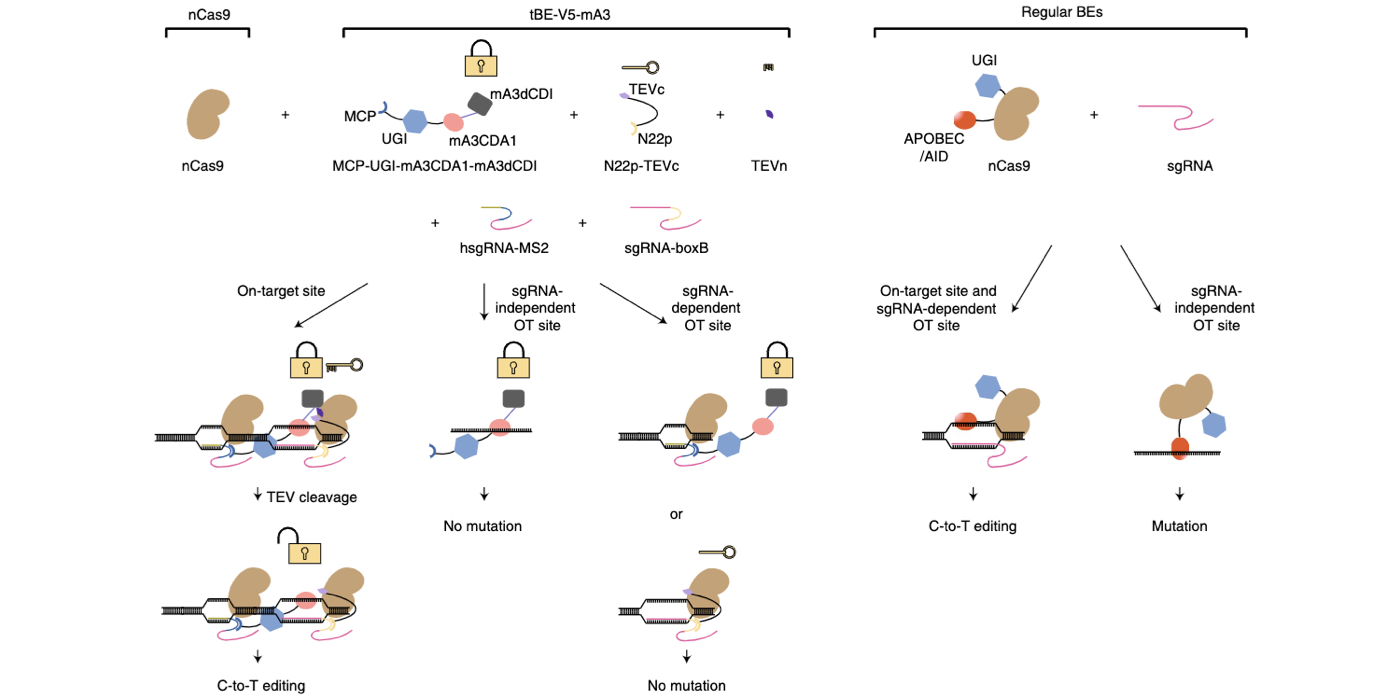 nCas9
tBE-V5-mA3
Regular BEs
UGI
mA3dCDI
TEVc
MCP
UGI
mA3CDA1
N22p
APOBEC
/AID
nCas9
MCP-UGI-mA3CDA1-mA3dCDI
N22p-TEVc
TEVn
nCas9
sgRNA
+
+
+
+
+
hsgRNA-MS2
+
sgRNA-boxB
On-target site
sgRNA-
independent
OT site
sgRNA-
dependent
OT site
On-target site and
sgRNA-dependent
OT site
sgRNA-
independent
OT site
TEV cleavage
No mutation
or
C-to-T editing
Mutation
C-to-T editing
No mutation